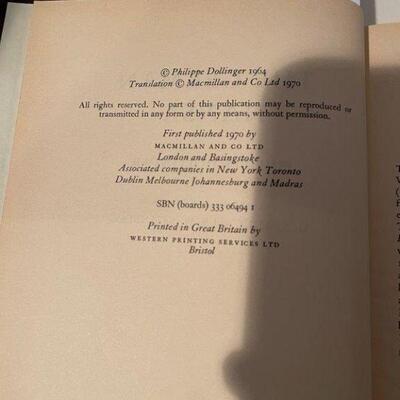 © Philippe Dollinger 1964
Translation © Macmillan and Co Ltd 1970
All rights reserved. No part of this publication may be reproduced or
transmitted in any form or by any means, without permission.
First published 1970 by
MACMILLAN AND CO LTD
London and Basingstoke
Associated companies in New York Toronto
Dublin Melbourne Johannesburg and Madras
SBN (boards) 333 06494 1
Printed in Great Britain by
WESTERN PRINTING SERVICES LTD
Bristol